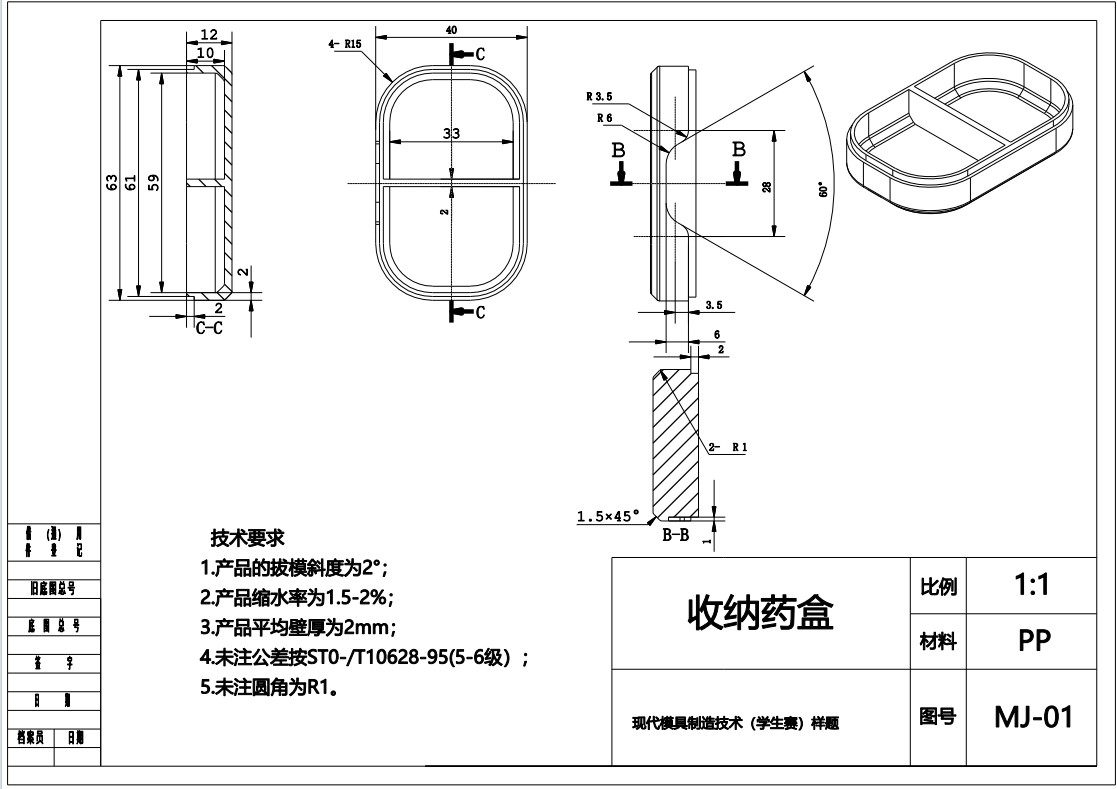 12
10
63
61
59
2
2
C-C
40
4- R15
C
33
2
C
R3.5
R6
B
B
28
60°
3.5
6
2
2- R1
1.5×45°
B-B
1
技术要求
1.产品的拔模斜度为2°；
2.产品缩水率为1.5-2%；
3.产品平均壁厚为2mm；
4.未注公差按ST0-/T10628-95(5-6级）；
5.未注圆角为R1。
旧底图总号
底图总号
签字
日期
档案员 日期
收纳药盒
比例 1:1
材料 PP
现代模具制造技术（学生赛）样题
图号 MJ-01